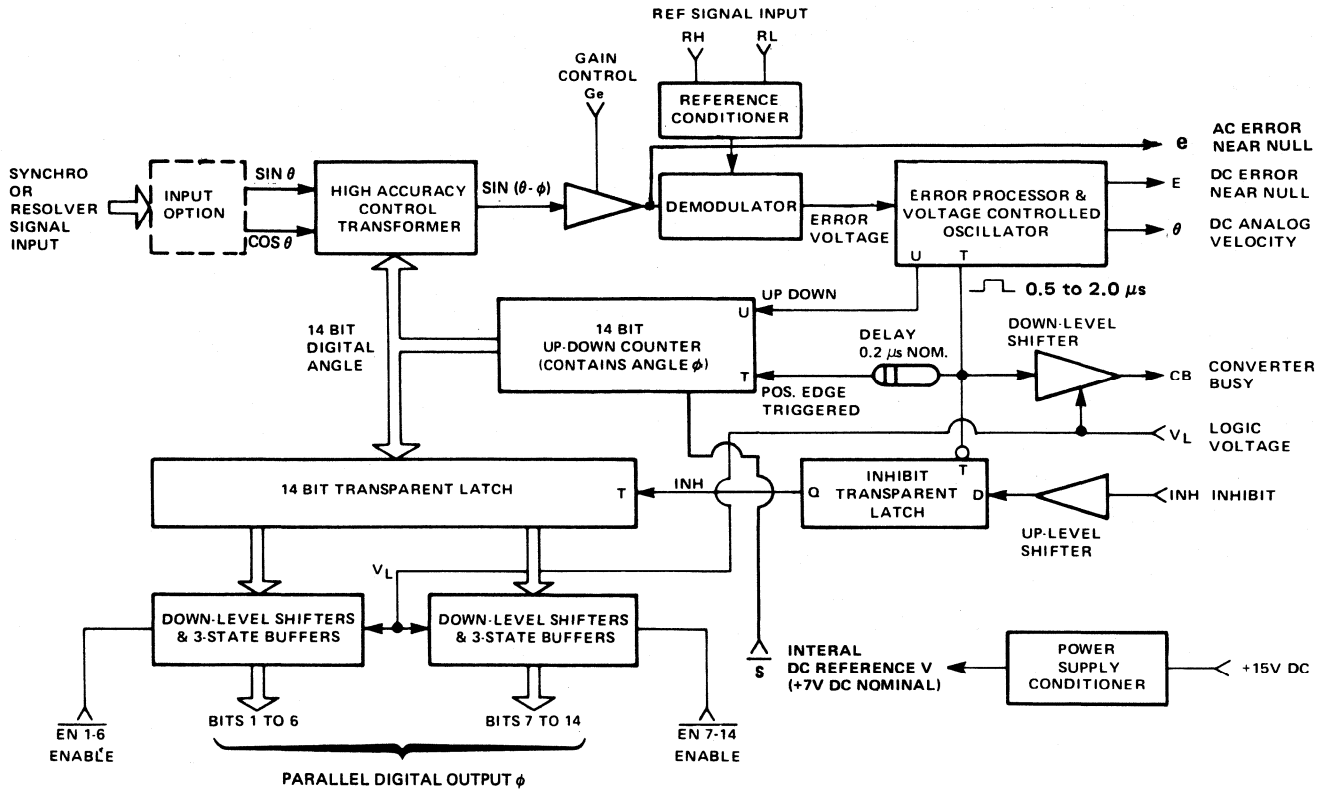 REF SIGNAL INPUT
RH
RL
GAIN
CONTROL
Ge
REFERENCE
CONDITIONER
e
AC ERROR
NEAR NULL
SYNCHRO
OR
RESOLVER
SIGNAL
INPUT
INPUT
OPTION
SIN θ
COS θ
HIGH ACCURACY
CONTROL
TRANSFORMER
SIN (θ-ϕ)
DEMODULATOR
ERROR
VOLTAGE
ERROR PROCESSOR &
VOLTAGE CONTROLLED
OSCILLATOR
U
T
E
DC ERROR
NEAR NULL
θ
DC ANALOG
VELOCITY
0.5 to 2.0 μs
UP DOWN
14 BIT
DIGITAL
ANGLE
14 BIT
UP-DOWN COUNTER
(CONTAINS ANGLE ϕ)
U
T
DELAY
0.2 μs NOM.
POS. EDGE
TRIGGERED
DOWN-LEVEL
SHIFTER
CB
CONVERTER
BUSY
VL
LOGIC
VOLTAGE
14 BIT TRANSPARENT LATCH
T
INH
Q
INHIBIT
TRANSPARENT
LATCH
T
D
INH
INHIBIT
UP-LEVEL
SHIFTER
VL
DOWN-LEVEL SHIFTERS
& 3-STATE BUFFERS
DOWN-LEVEL SHIFTERS
& 3-STATE BUFFERS
S
INTERAL
DC REFERENCE V
(+7V DC NOMINAL)
POWER
SUPPLY
CONDITIONER
+15V DC
EN 1-6
ENABLE
BITS 1 TO 6
BITS 7 TO 14
EN 7-14
ENABLE
PARALLEL DIGITAL OUTPUT ϕ